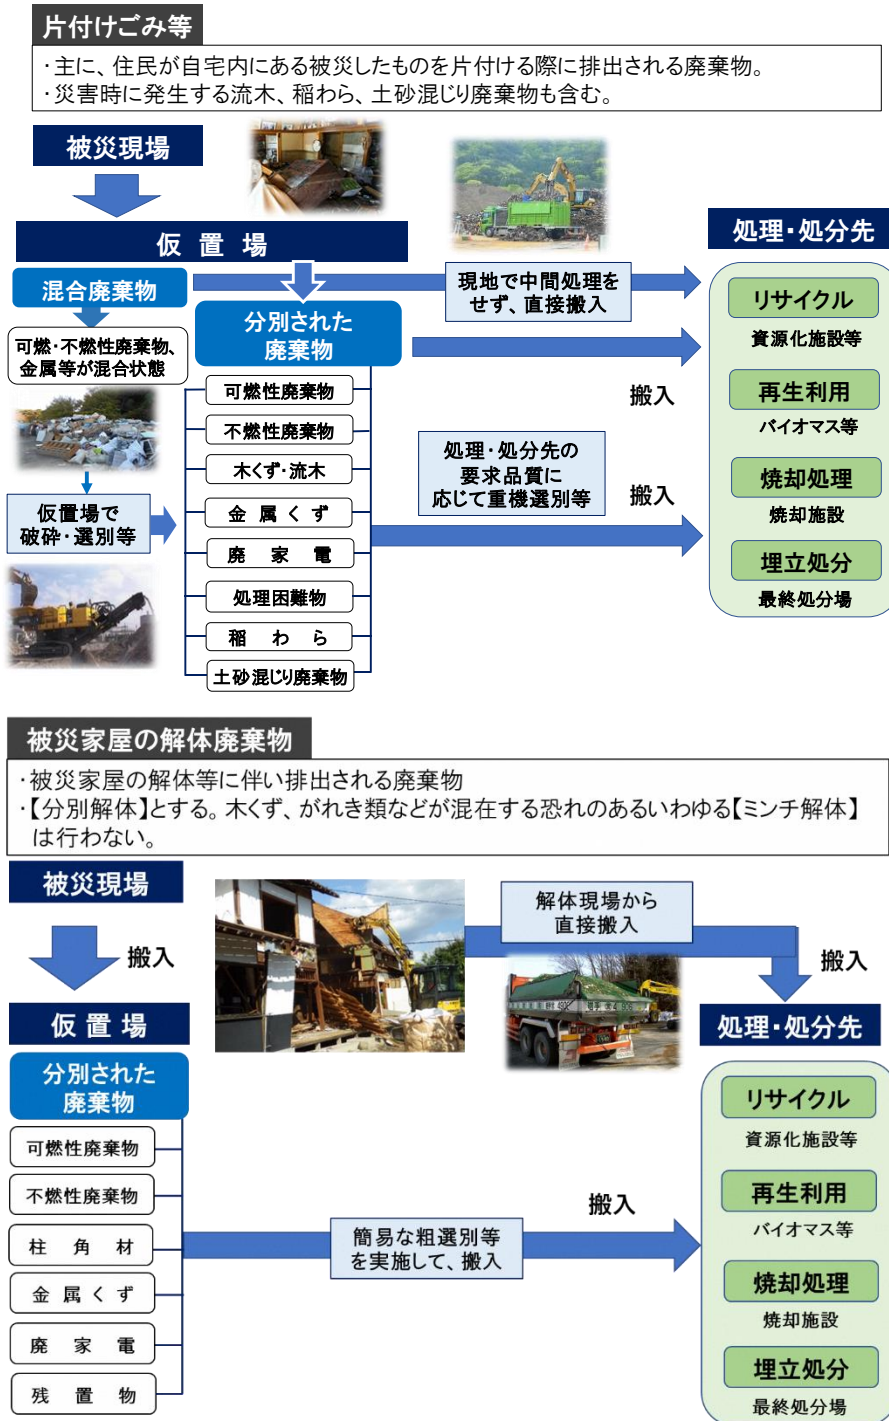 片付けごみ等
・主に、住民が自宅内にある被災したものを片付ける際に排出される廃棄物。
・災害時に発生する流木、稲わら、土砂混じり廃棄物も含む。
被災現場
仮置場
処理・処分先
混合廃棄物
可燃・不燃性廃棄物、
金属等が混合状態
仮置場で
破砕・選別等
分別された
廃棄物
可燃性廃棄物
不燃性廃棄物
木くず・流木
金属くず
廃家電
処理困難物
稲わら
土砂混じり廃棄物
現地で中間処理を
せず、直接搬入
搬入
処理・処分先の
要求品質に
応じて重機選別等
搬入
リサイクル
資源化施設等
再生利用
バイオマス等
焼却処理
焼却施設
埋立処分
最終処分場
被災家屋の解体廃棄物
・被災家屋の解体等に伴い排出される廃棄物
・【分別解体】とする。木くず、がれき類などが混在する恐れのあるいわゆる【ミンチ解体】
は行わない。
被災現場
搬入
仮置場
分別された
廃棄物
可燃性廃棄物
不燃性廃棄物
柱角材
金属くず
廃家電
残置物
解体現場から
直接搬入
搬入
簡易な粗選別等
を実施して、搬入
搬入
処理・処分先
リサイクル
資源化施設等
再生利用
バイオマス等
焼却処理
焼却施設
埋立処分
最終処分場